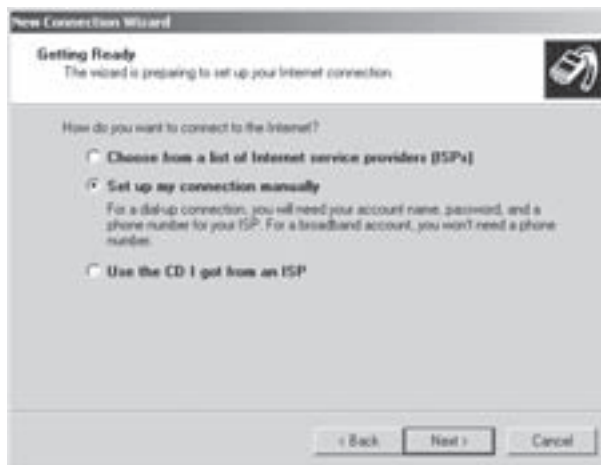 New Connection Wizard
Getting Ready
The wizard is preparing to set up your Internet connection.
How do you want to connect to the Internet?
Choose from a list of Internet service providers (ISPs)
Set up my connection manually
For a dial-up connection, you will need your account name, password, and a
phone number for your ISP. For a broadband account, you won't need a phone
number.
Use the CD I got from an ISP
< Back
Next >
Cancel